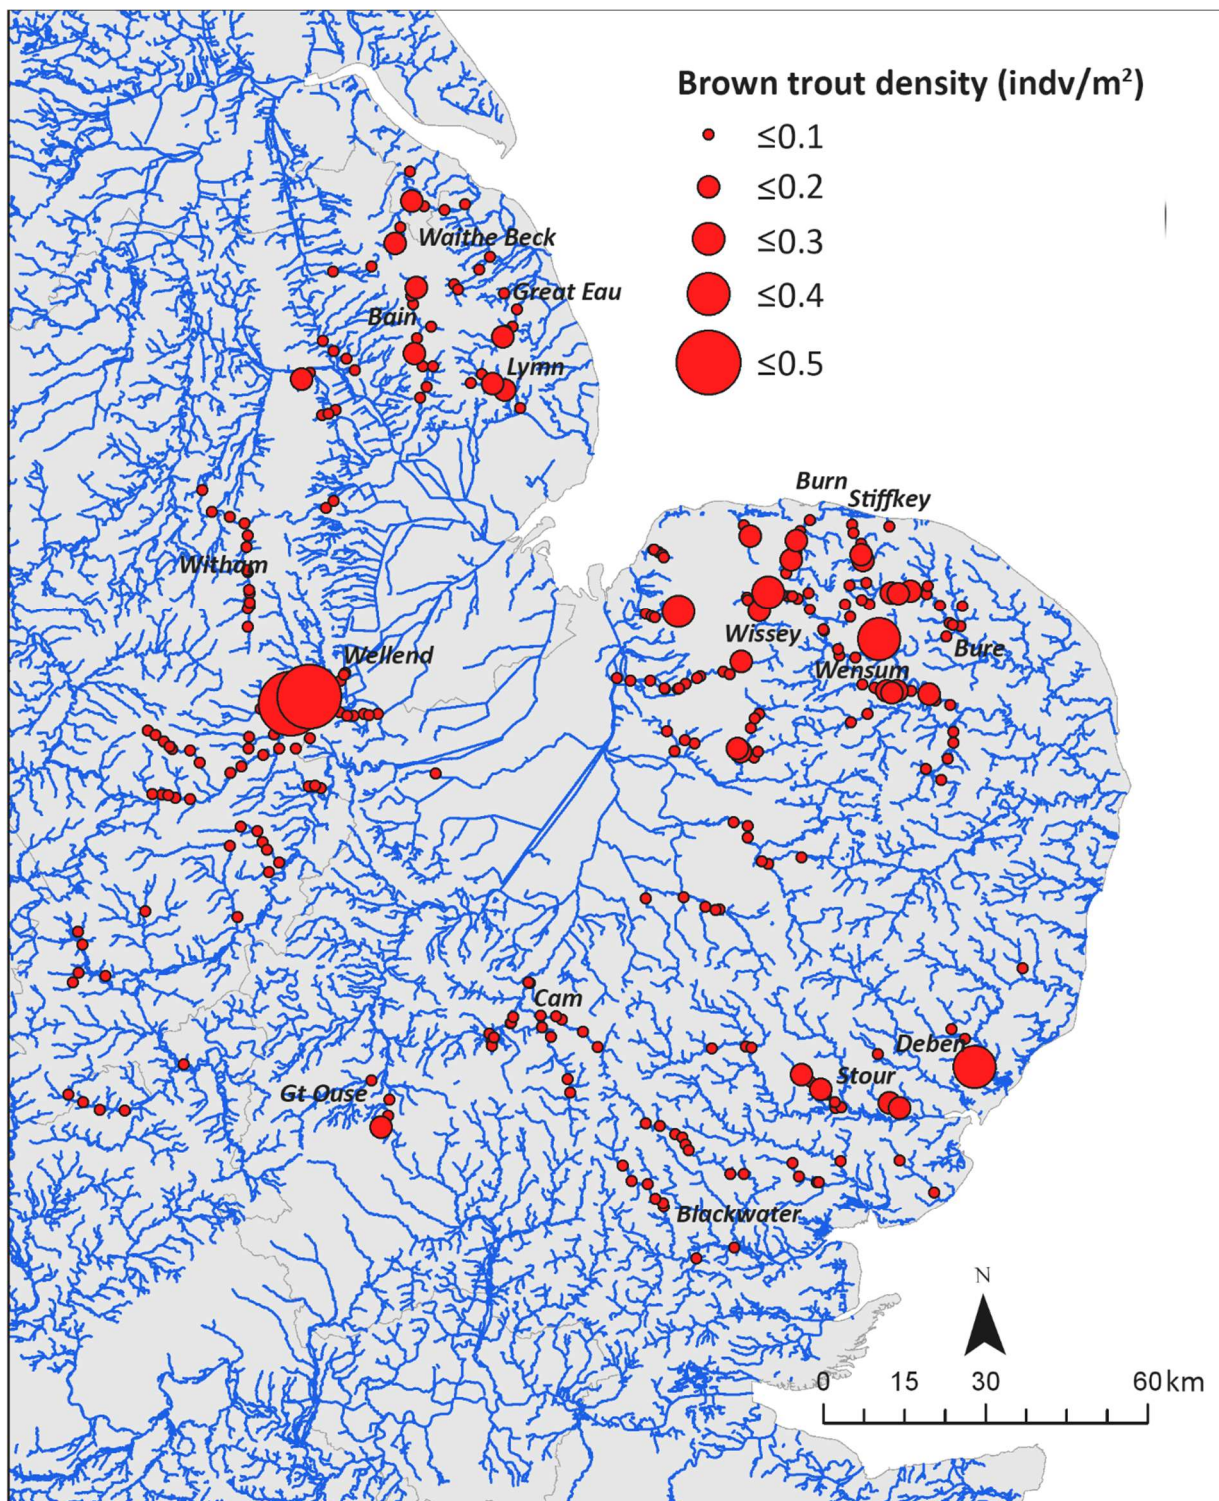 Brown trout density (indv/m²)
≤0.1
≤0.2
≤0.3
≤0.4
≤0.5
Waithe Beck
Great Eau
Bain
Lymn
Burn
Stiffkey
Witham
Wissey
Bure
Wellend
Wensum
Cam
Deben
Stour
Gt Ouse
Blackwater
N
0 15 30 60 km